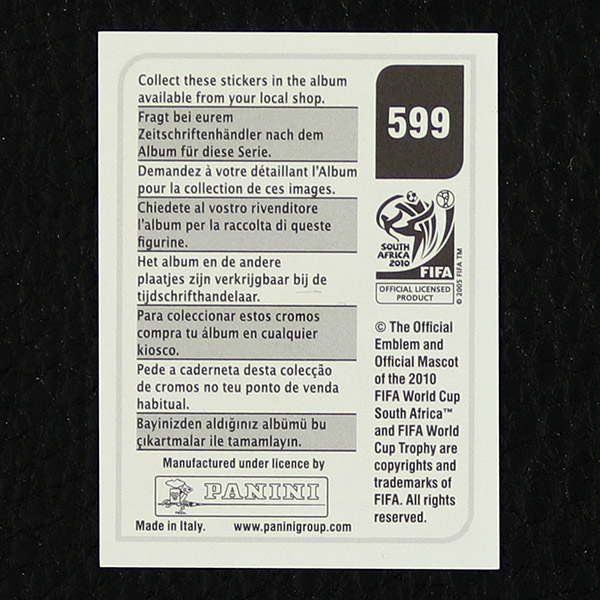 Collect these stickers in the album
available from your local shop.
Fragt bei eurem
Zeitschriftenhändler nach dem
Album für diese Serie.
Demandez à votre détaillant l'Album
pour la collection de ces images.
Chiedete al vostro rivenditore
l'album per la raccolta di queste
figurine.
Het album en de andere
plaatjes zijn verkrijgbaar bij de
tijdschrifthandelaar.
Para coleccionar estos cromos
compra tu álbum en cualquier
kiosco.
Pede a caderneta desta colecção
de cromos no teu ponto de venda
habitual.
Bayinizden aldığınız albümü bu
çıkartmalar ile tamamlayın.
Manufactured under licence by
PANINI
Made in Italy. www.paninigroup.com
599
SOUTH
AFRICA
2010
FIFA
OFFICIAL LICENSED
PRODUCT
© 2005 FIFA TM
© The Official
Emblem and
Official Mascot
of the 2010
FIFA World Cup
South Africa™
and FIFA World
Cup Trophy are
copyrights and
trademarks of
FIFA. All rights
reserved.